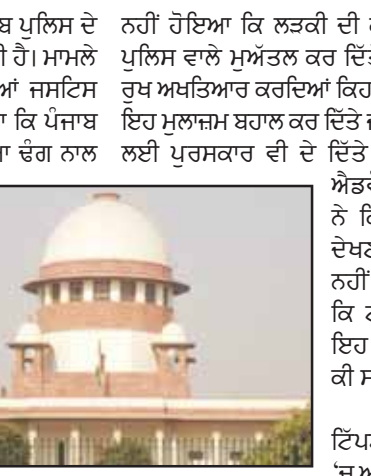 ਬ ਪੁਲਿਸ ਦੇ
ੀ ਹੈ। ਮਾਮਲੇ
ਆਂ ਜਸਟਿਸ
ਾ ਕਿ ਪੰਜਾਬ
ਾ ਢੰਗ ਨਾਲ
ਨਹੀਂ ਹੋਇਆ ਕਿ ਲੜਕੀ ਦੀ
ਪੁਲਿਸ ਵਾਲੇ ਮੁਅੱਤਲ ਕਰ ਦਿੱਤੇ
ਰੁਖ ਅਖਤਿਆਰ ਕਰਦਿਆਂ ਕਿਹ
ਇਹ ਮੁਲਾਜ਼ਮ ਬਹਾਲ ਕਰ ਦਿੱਤੇ
ਲਈ ਪੁਰਸਕਾਰ ਵੀ ਦੇ ਦਿੱਤੇ
ਐਡਵ
ਨੇ ਕਿ
ਦੇਖਣ
ਨਹੀਂ
ਕਿ
ਇਹ
ਕੀ ਸ
ਟਿੱਪਣ